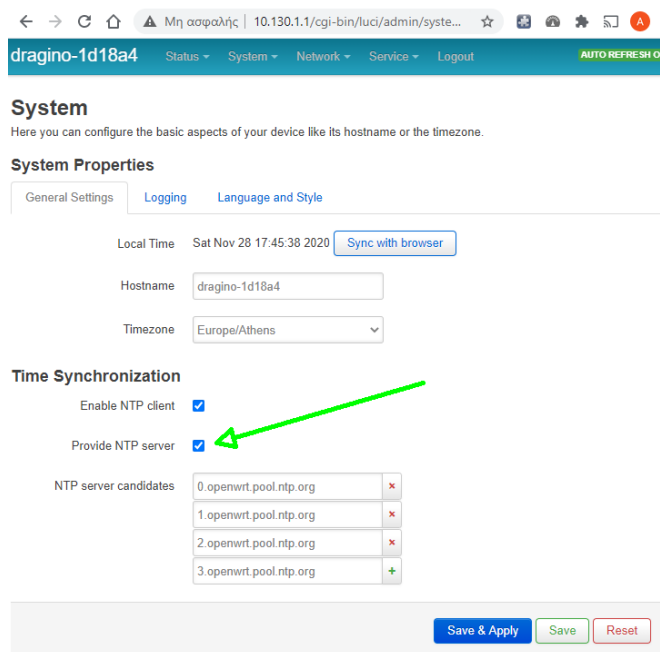 Μη ασφαλής | 10.130.1.1/cgi-bin/luci/admin/syste...
A
dragino-1d18a4 Status System Network Service Logout AUTO REFRESH O
System
Here you can configure the basic aspects of your device like its hostname or the timezone.
System Properties
General Settings Logging Language and Style
Local Time Sat Nov 28 17:45:38 2020 Sync with browser
Hostname dragino-1d18a4
Timezone Europe/Athens
Time Synchronization
Enable NTP client
Provide NTP server
NTP server candidates 0.openwrt.pool.ntp.org
1.openwrt.pool.ntp.org
2.openwrt.pool.ntp.org
3.openwrt.pool.ntp.org
Save & Apply Save Reset